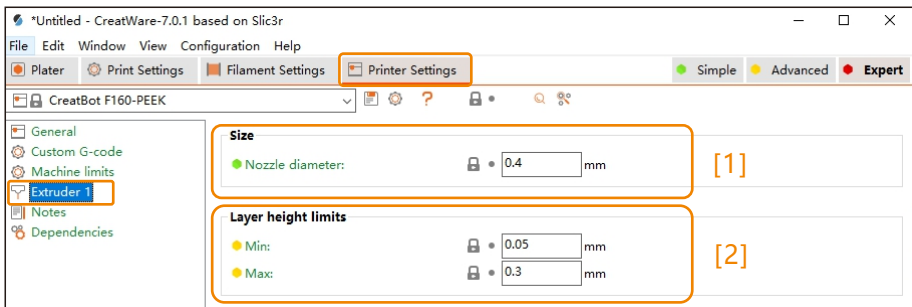 *Untitled - CreatWare-7.0.1 based on Slic3r
File Edit Window View Configuration Help
Plater Print Settings Filament Settings Printer Settings Simple Advanced Expert
CreatBot F160-PEEK
General
Custom G-code
Machine limits
Extruder 1
Notes
Dependencies
Size
Nozzle diameter: 0.4 mm
[1]
Layer height limits
Min: 0.05 mm
Max: 0.3 mm
[2]